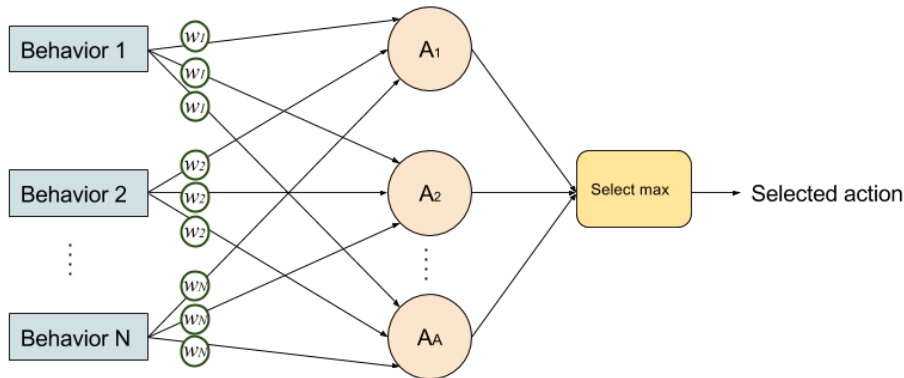 Behavior 1
w1
w1
w1
A1
Behavior 2
w2
w2
w2
A2
Select max
Selected action
Behavior N
wN
wN
wN
AA